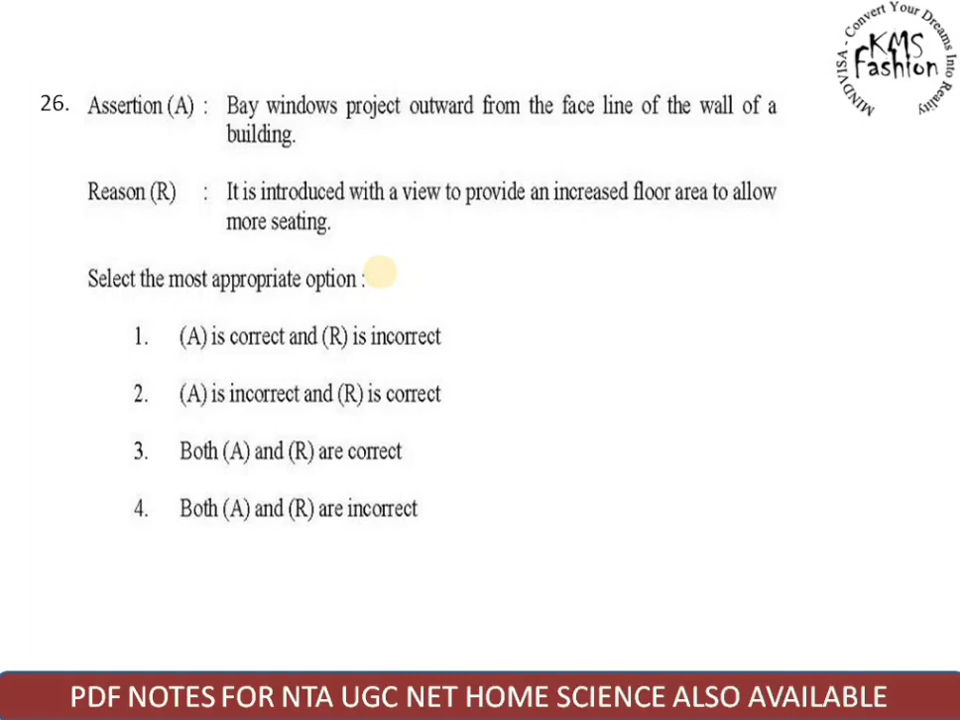 MINDVISA - Convert Your Dreams Into Reality
KMS
Fashion
26. Assertion (A) : Bay windows project outward from the face line of the wall of a
building.
Reason (R) : It is introduced with a view to provide an increased floor area to allow
more seating.
Select the most appropriate option :
1. (A) is correct and (R) is incorrect
2. (A) is incorrect and (R) is correct
3. Both (A) and (R) are correct
4. Both (A) and (R) are incorrect
PDF NOTES FOR NTA UGC NET HOME SCIENCE ALSO AVAILABLE